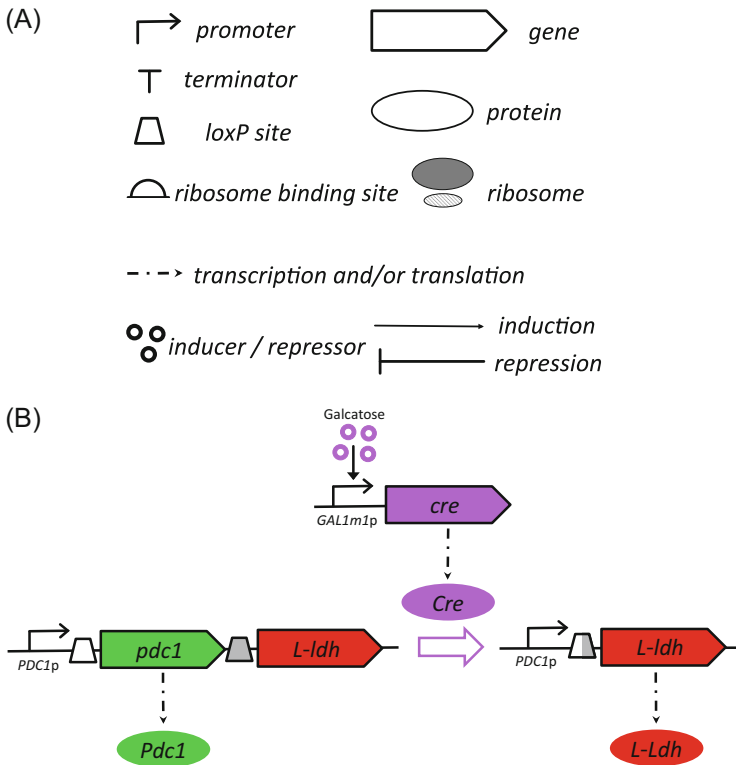 (A)
promoter
gene
terminator
protein
loxP site
ribosome binding site
ribosome
transcription and/or translation
inducer / repressor
induction
repression
(B)
Galcatose
GAL1m1p
cre
Cre
PDC1p
pdc1
L-ldh
PDC1p
L-ldh
Pdc1
L-Ldh